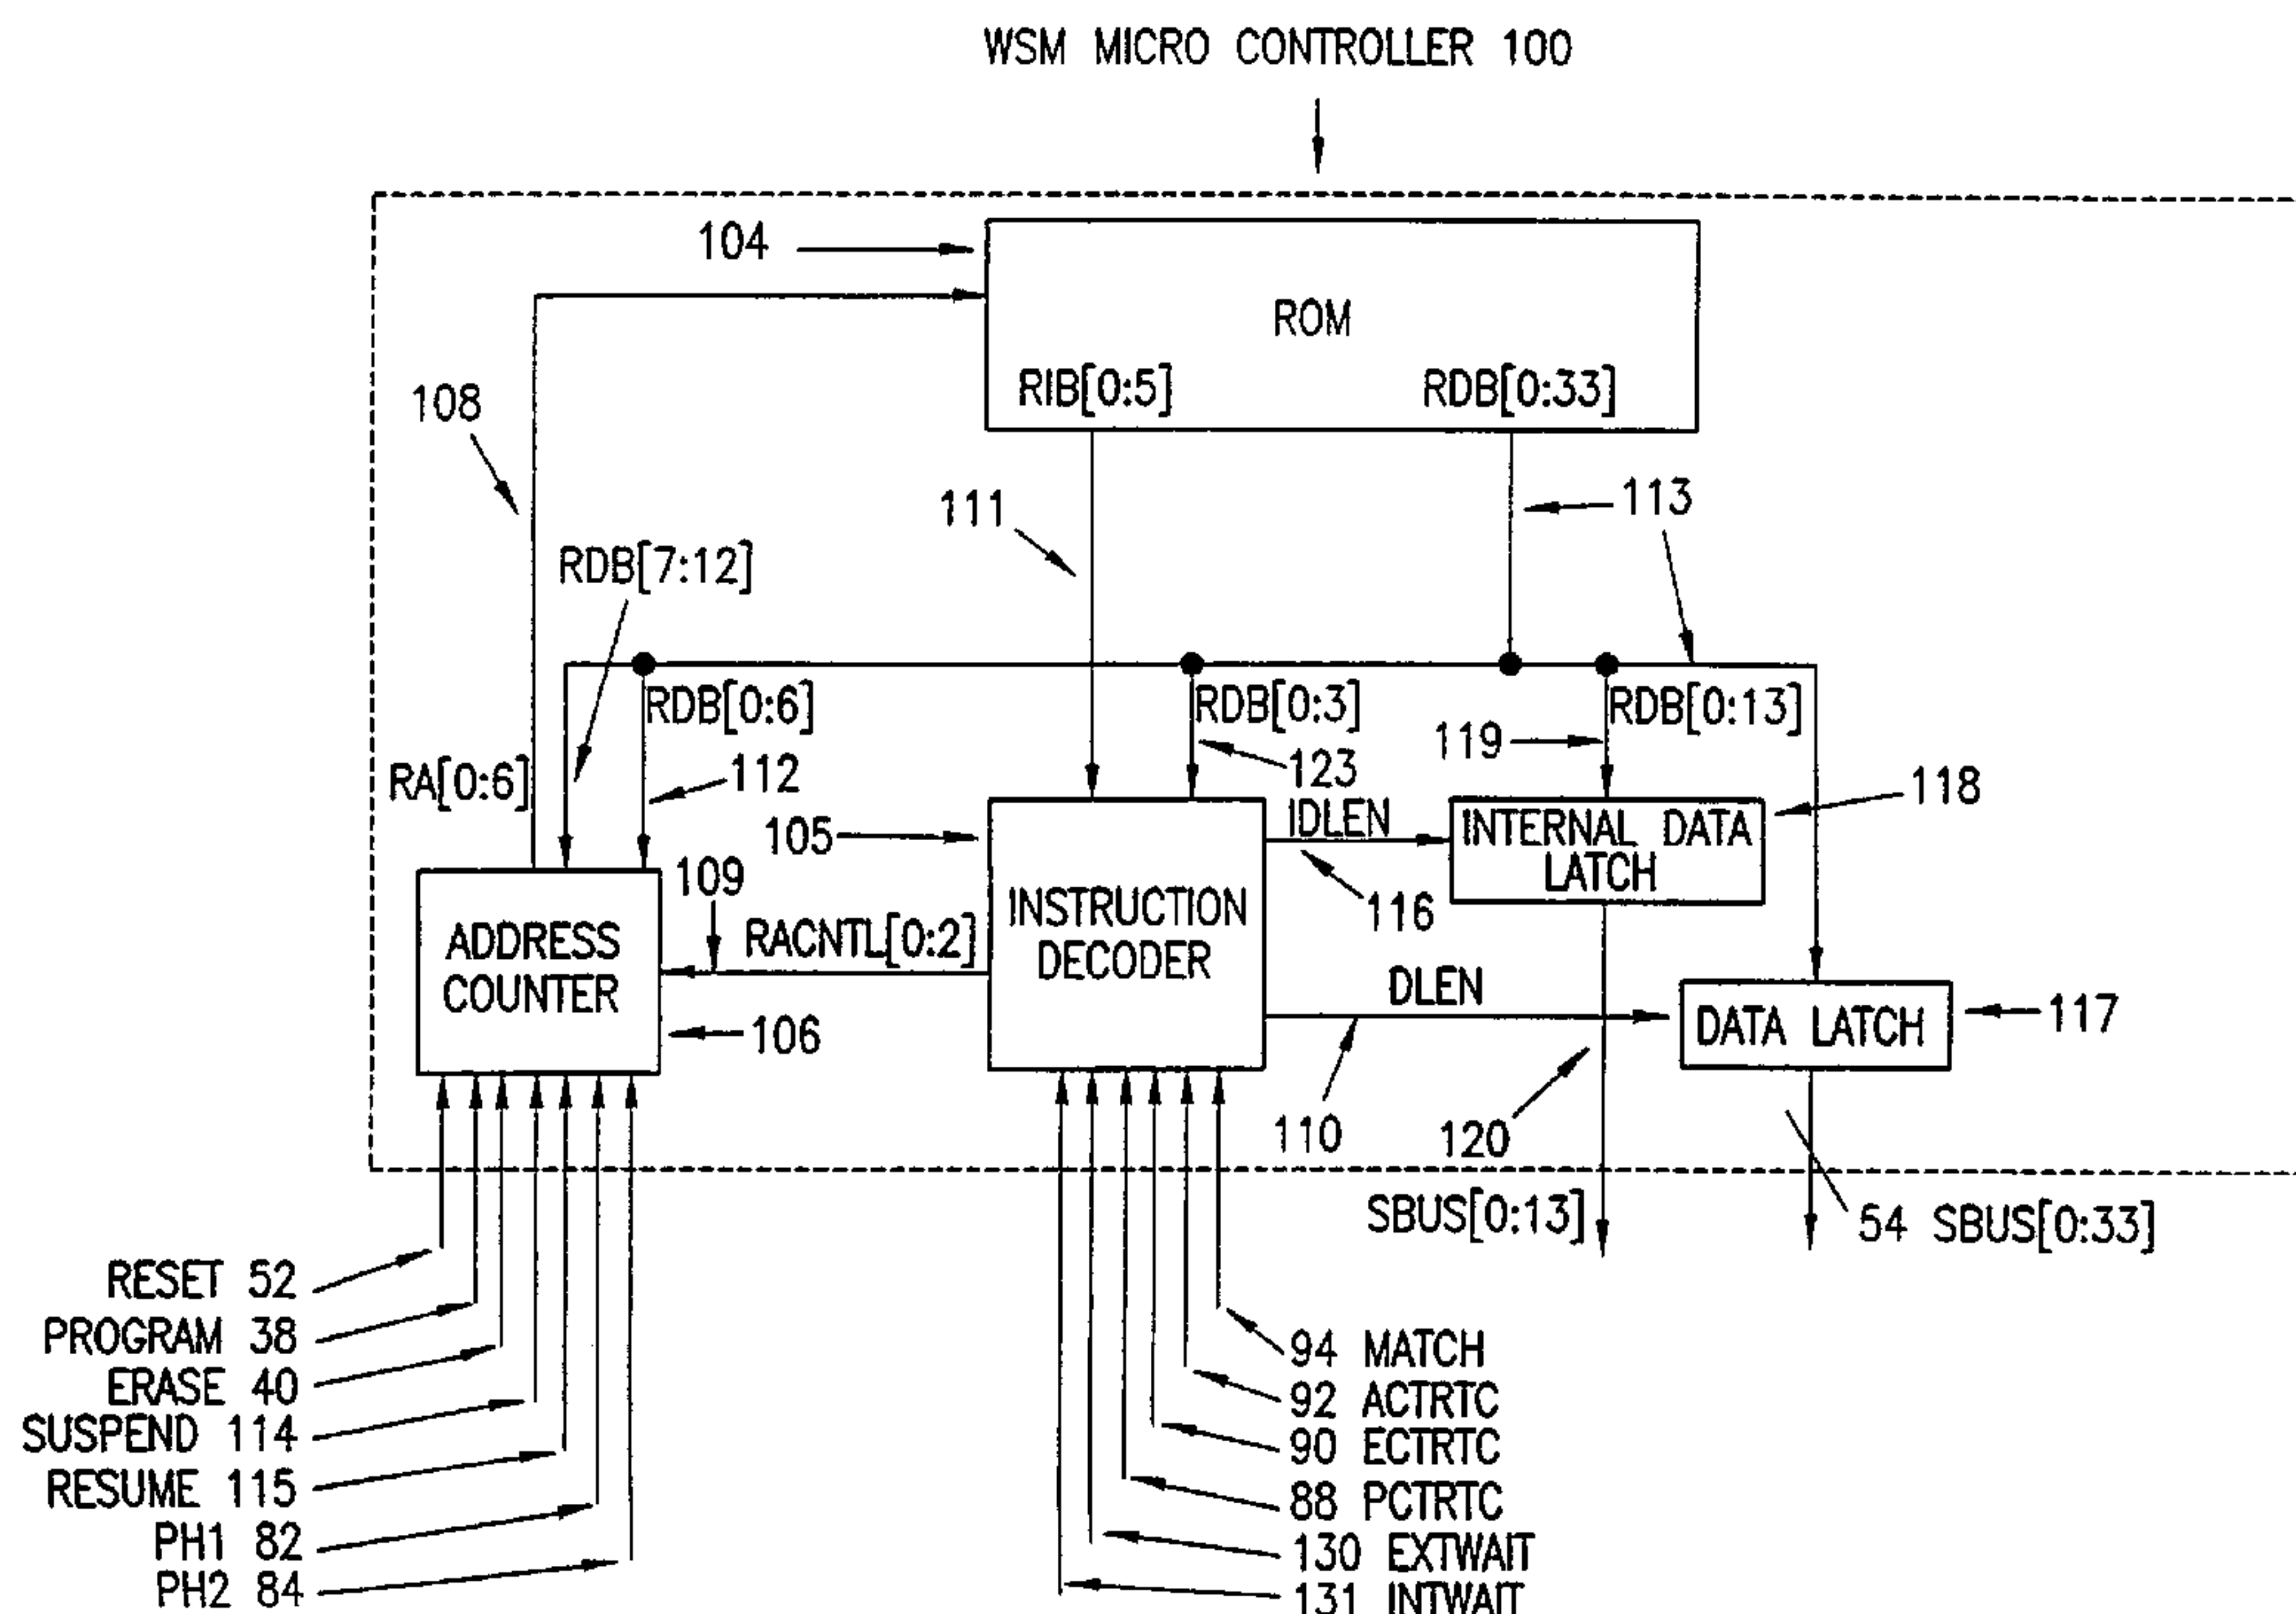 WSM MICRO CONTROLLER 100
104
ROM
RIB[0:5]
RDB[0:33]
108
111
113
RDB[7:12]
RDB[0:6]
RDB[0:3]
RDB[0:13]
RA[0:6]
112
123
119
118
105
IDLEN
INTERNAL DATA
LATCH
116
109
RACNTL[0:2]
ADDRESS
COUNTER
INSTRUCTION
DECODER
DLEN
DATA LATCH
117
106
110
120
SBUS[0:13]
54 SBUS[0:33]
RESET 52
PROGRAM 38
ERASE 40
SUSPEND 114
RESUME 115
PH1 82
PH2 84
94 MATCH
92 ACTRTC
90 ECTRTC
88 PCTRTC
130 EXTWAIT
131 INTWAIT